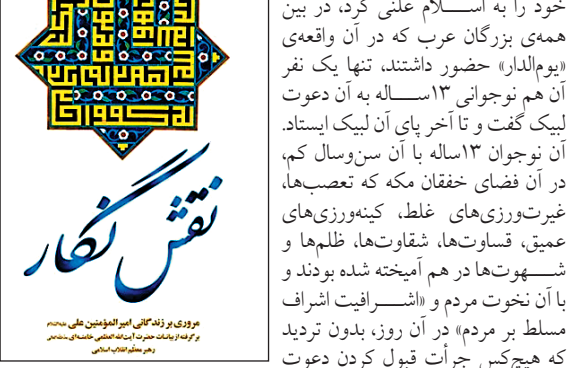 خود را به اسلام علنی کرد، در بین
همه‌ی بزرگان عرب که در آن واقعه‌ی
«یوم‌الدار» حضور داشتند، تنها یک نفر
آن هم نوجوانی ۱۳ساله به آن دعوت
لبیک گفت و تا آخر پای آن لبیک ایستاد.
آن نوجوان ۱۳ساله با آن سن‌وسال کم،
در آن فضای خفقان مکه که تعصب‌ها،
غیرت‌ورزی‌های غلط، کینه‌ورزی‌های
عمیق، قساوت‌ها، شقاوت‌ها، ظلم‌ها و
شهوت‌ها در هم آمیخته شده بودند و
با آن نخوت مردم و «اشرافیت اشراف
مسلط بر مردم» در آن روز، بدون تردید
که هیچ‌کس جرأت قبول کردن دعوت
نقش نگار
مروری بر زندگانی امیرالمؤمنین علی علیه‌السلام
برگرفته از بیانات حضرت آیت‌الله العظمی خامنه‌ای مدظله‌العالی
رهبر معظم انقلاب اسلامی